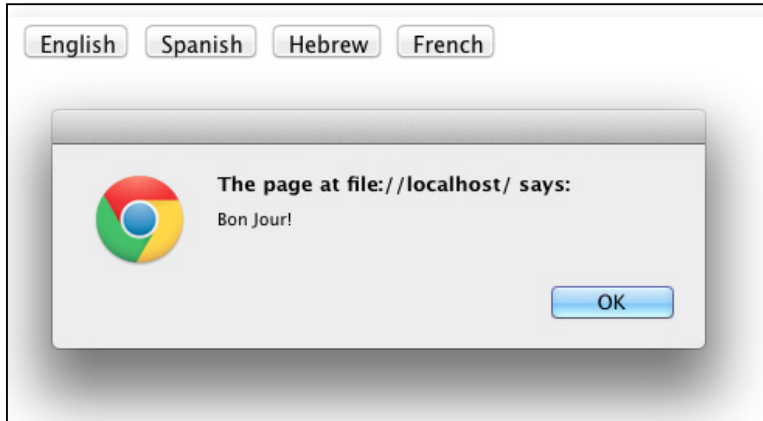 English Spanish Hebrew French
The page at file://localhost/ says:
Bon Jour!
OK